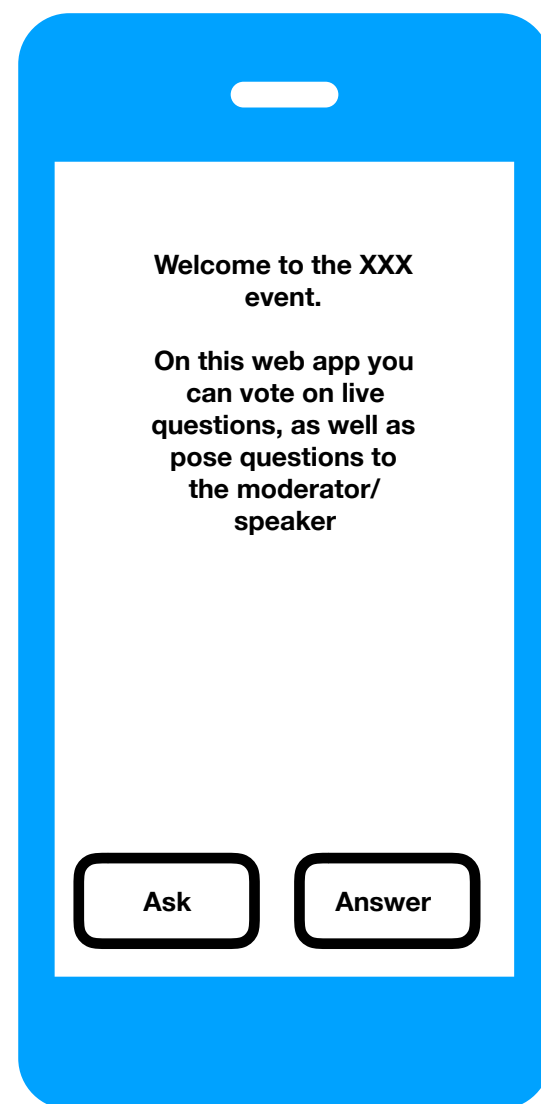 Welcome to the XXX
event.
On this web app you
can vote on live
questions, as well as
pose questions to
the moderator/
speaker
Ask
Answer